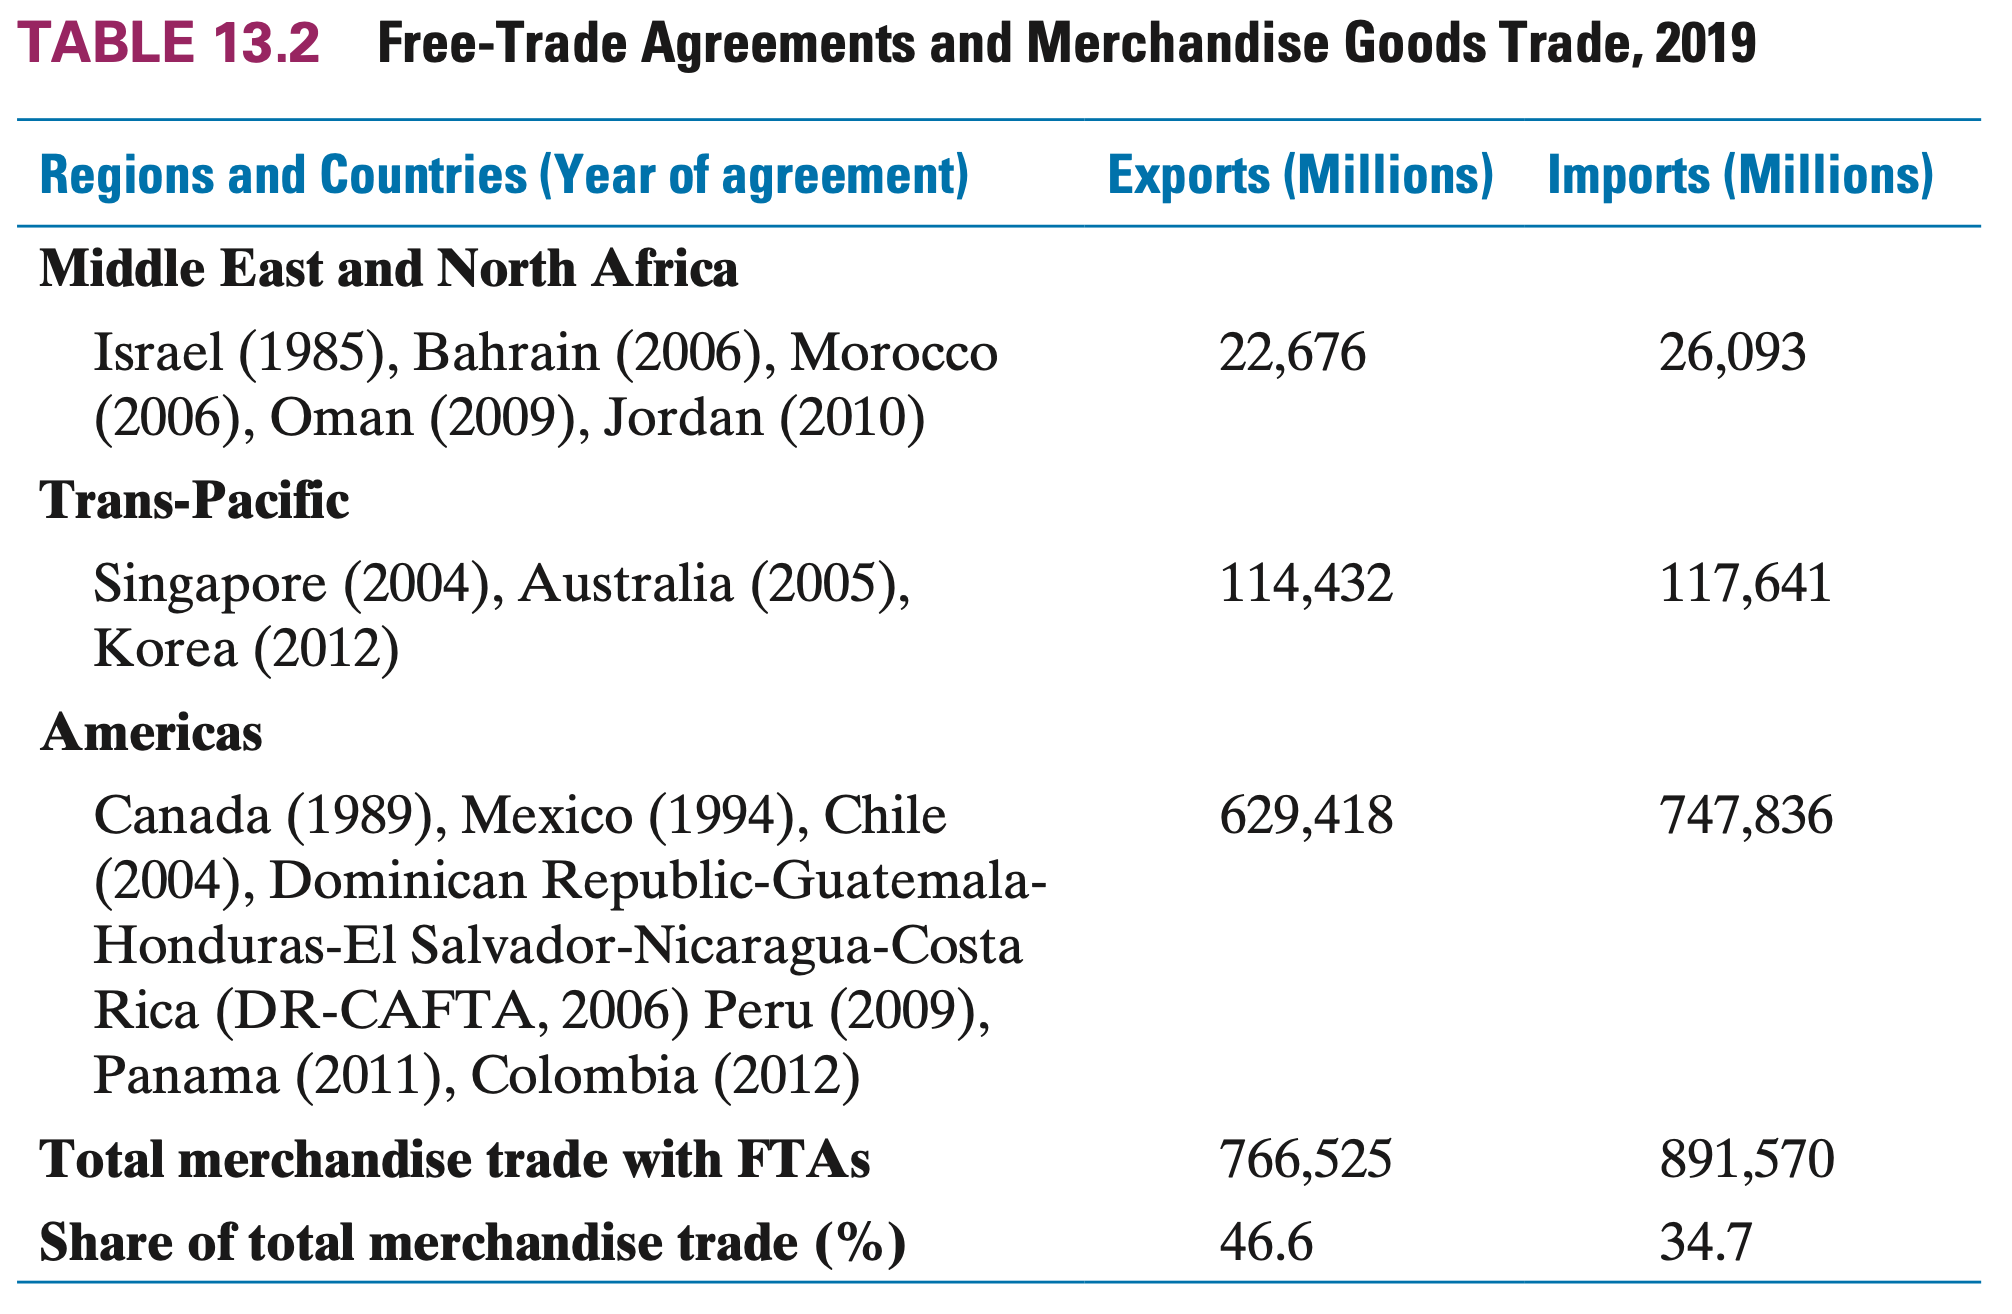 TABLE 13.2 Free-Trade Agreements and Merchandise Goods Trade, 2019
Regions and Countries (Year of agreement) Exports (Millions) Imports (Millions)
Middle East and North Africa
Israel (1985), Bahrain (2006), Morocco 22,676 26,093
(2006), Oman (2009), Jordan (2010)
Trans-Pacific
Singapore (2004), Australia (2005), 114,432 117,641
Korea (2012)
Americas
Canada (1989), Mexico (1994), Chile 629,418 747,836
(2004), Dominican Republic-Guatemala-
Honduras-El Salvador-Nicaragua-Costa
Rica (DR-CAFTA, 2006) Peru (2009),
Panama (2011), Colombia (2012)
Total merchandise trade with FTAs 766,525 891,570
Share of total merchandise trade (%) 46.6 34.7